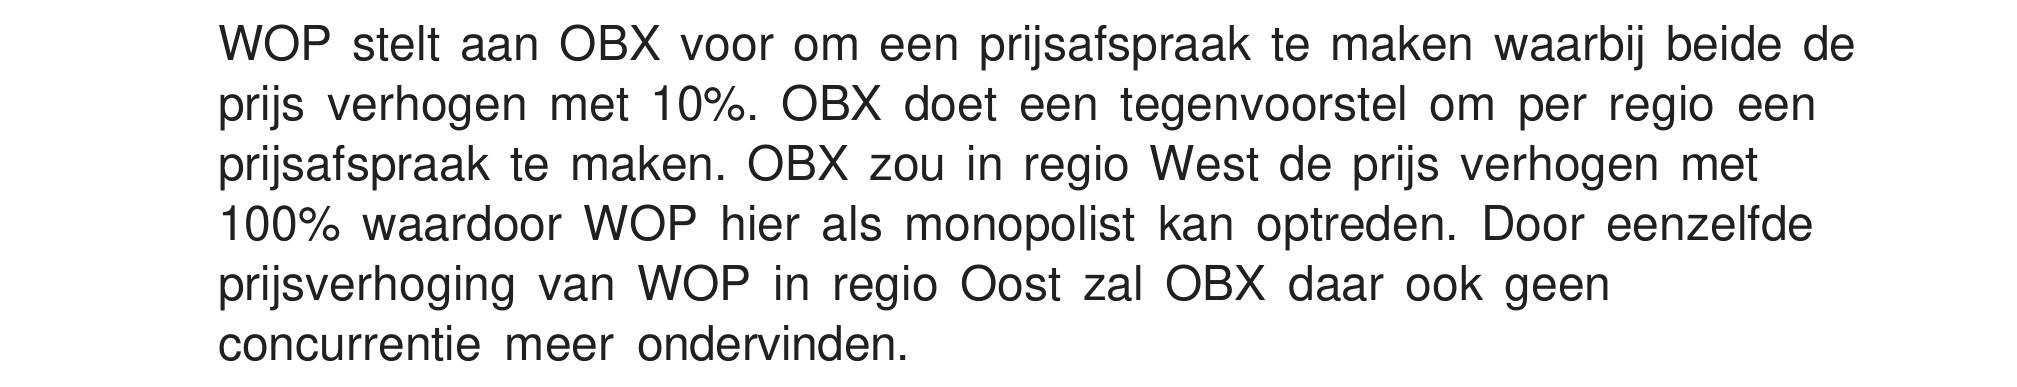 WOP stelt aan OBX voor om een prijsafspraak te maken waarbij beide de
prijs verhogen met 10%. OBX doet een tegenvoorstel om per regio een
prijsafspraak te maken. OBX zou in regio West de prijs verhogen met
100% waardoor WOP hier als monopolist kan optreden. Door eenzelfde
prijsverhoging van WOP in regio Oost zal OBX daar ook geen
concurrentie meer ondervinden.